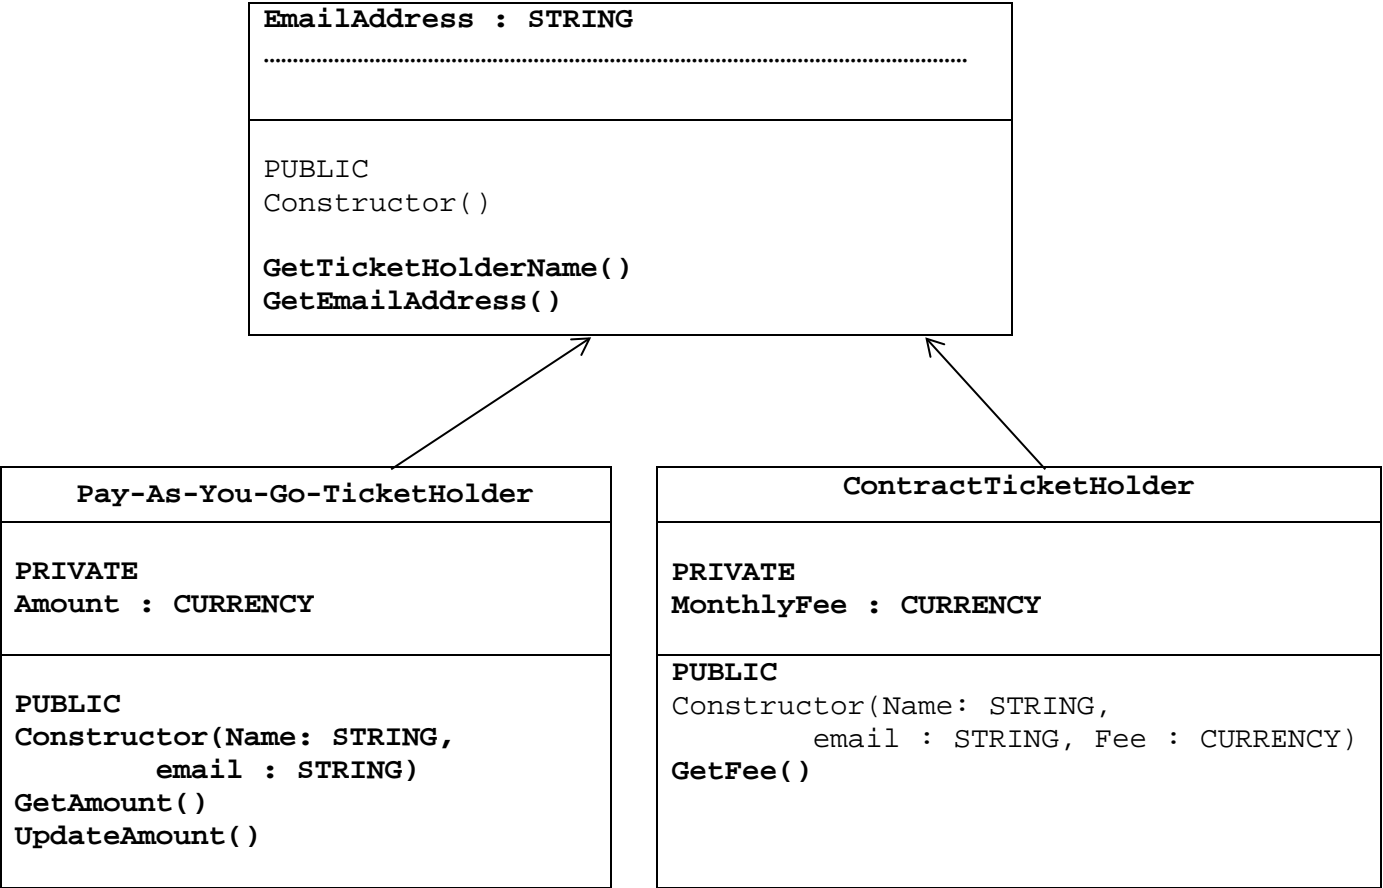 EmailAddress : STRING
........................................................................................................................
PUBLIC
Constructor()
GetTicketHolderName()
GetEmailAddress()
Pay-As-You-Go-TicketHolder
PRIVATE
Amount : CURRENCY
PUBLIC
Constructor(Name: STRING,
email : STRING)
GetAmount()
UpdateAmount()
ContractTicketHolder
PRIVATE
MonthlyFee : CURRENCY
PUBLIC
Constructor(Name: STRING,
email : STRING, Fee : CURRENCY)
GetFee()